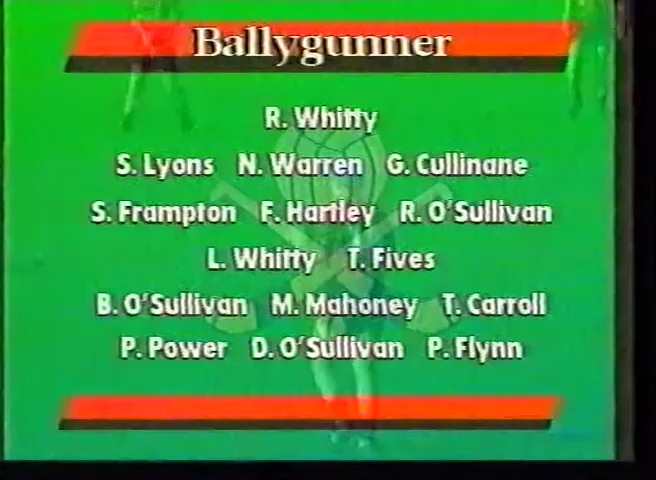 Ballygunner
R. Whitty
S. Lyons N. Warren G. Cullinane
S. Frampton F. Hartley R. O'Sullivan
L. Whitty T. Fives
B. O'Sullivan M. Mahoney T. Carroll
P. Power D. O'Sullivan P. Flynn